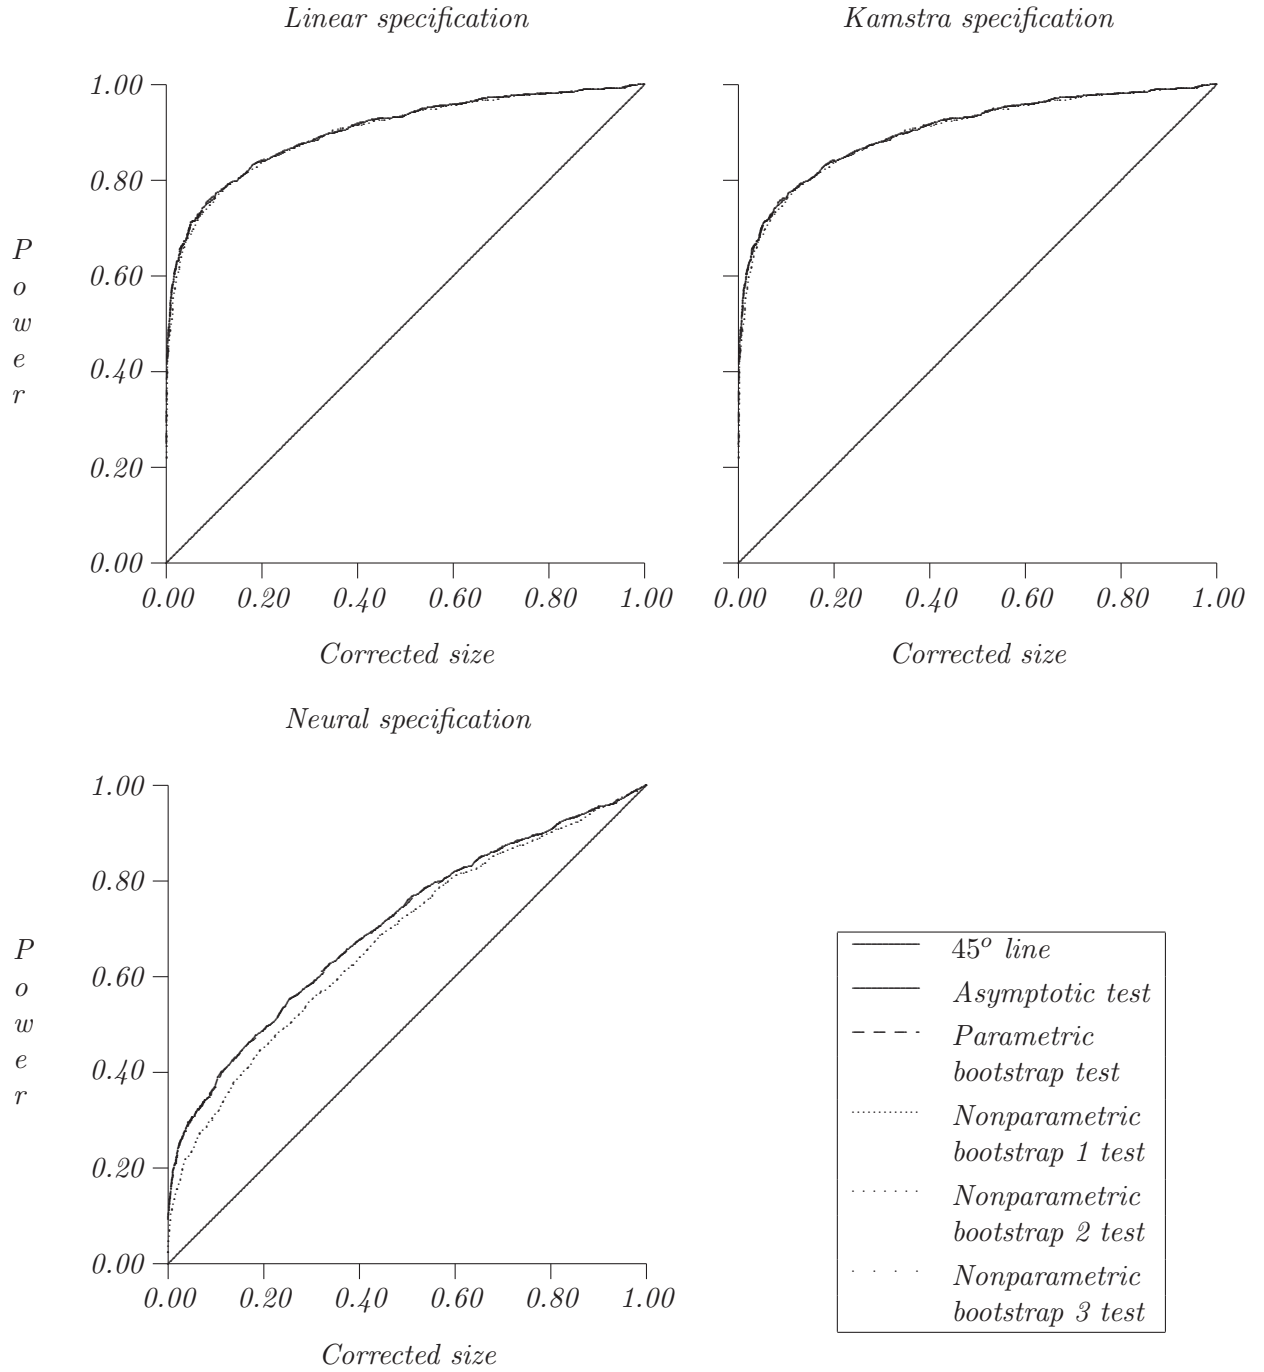 Linear specification
Kamstra specification
1.00
0.80
0.60
0.40
0.20
0.00
P
o
w
e
r
0.00 0.20 0.40 0.60 0.80 1.00
0.00 0.20 0.40 0.60 0.80 1.00
Corrected size
Corrected size
Neural specification
1.00
0.80
0.60
0.40
0.20
0.00
P
o
w
e
r
0.00 0.20 0.40 0.60 0.80 1.00
Corrected size
45º line
Asymptotic test
Parametric
bootstrap test
Nonparametric
bootstrap 1 test
Nonparametric
bootstrap 2 test
Nonparametric
bootstrap 3 test